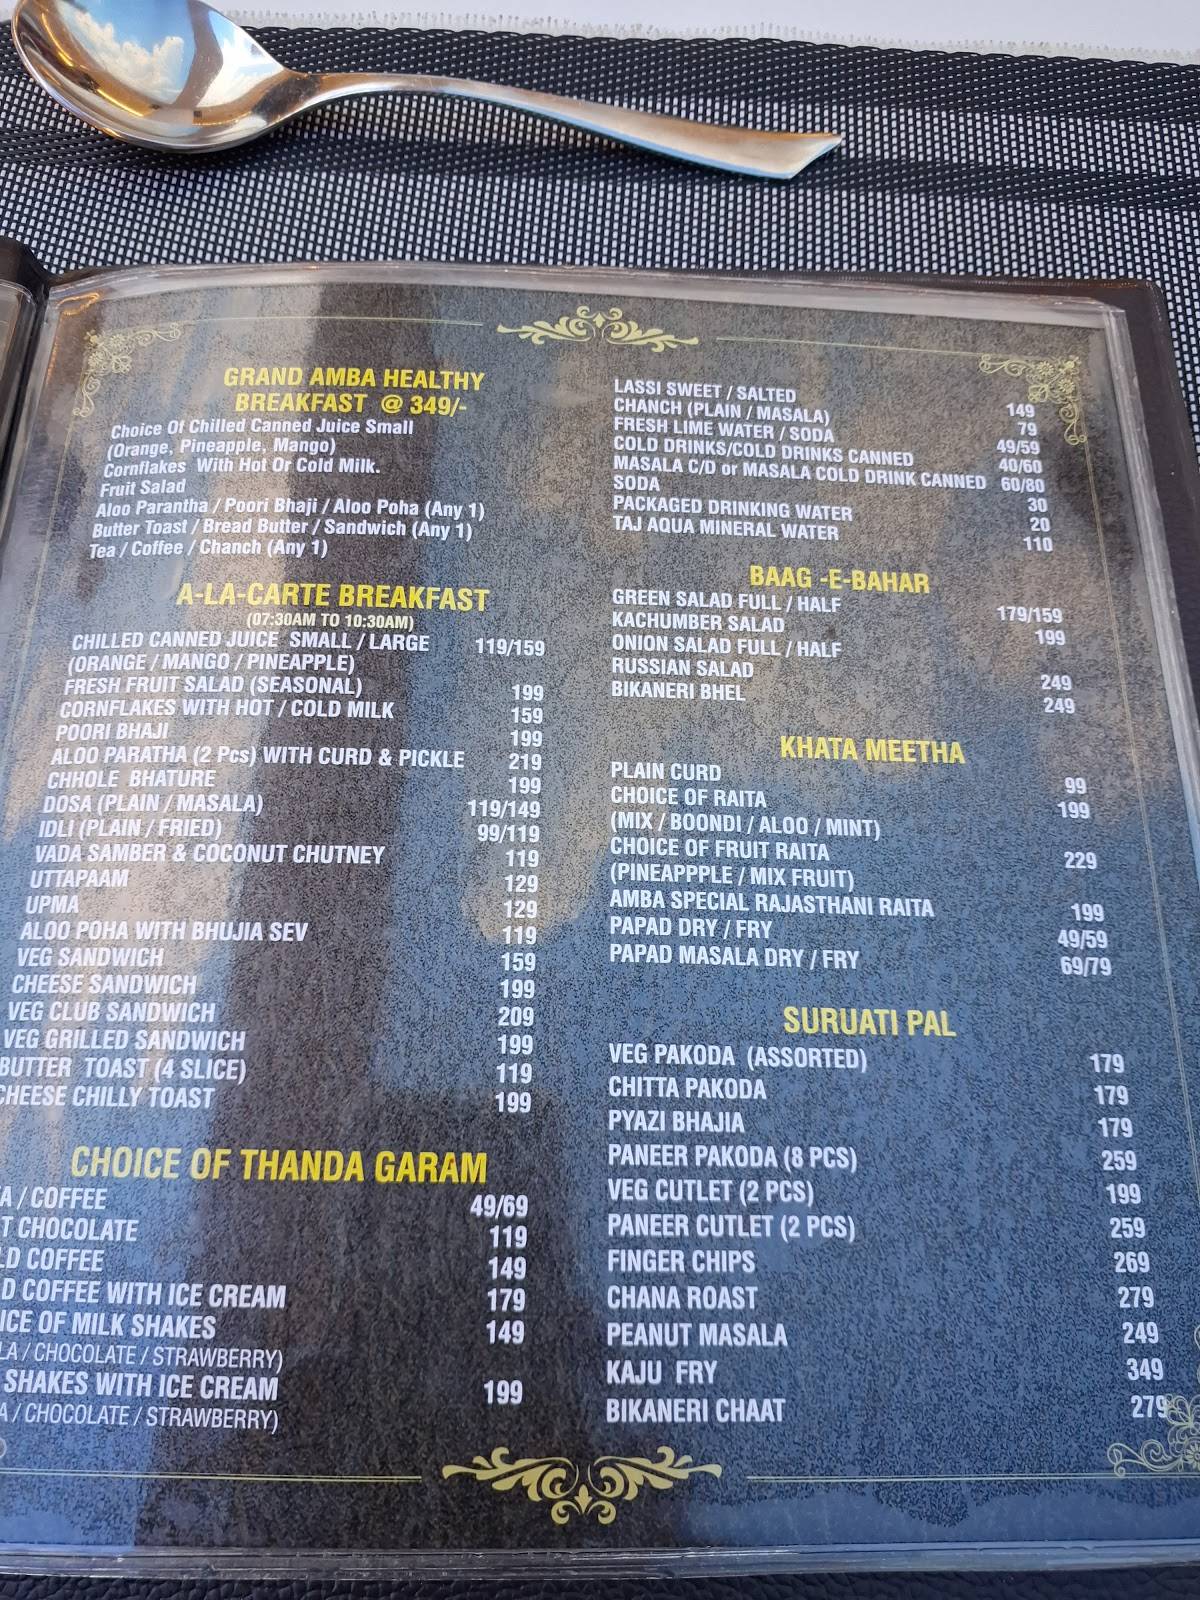 GRAND AMBA HEALTHY
BREAKFAST @ 349/-
Choice Of Chilled Canned Juice Small
(Orange, Pineapple, Mango)
Cornflakes With Hot Or Cold Milk.
Fruit Salad
Aloo Parantha / Poori Bhaji / Aloo Poha (Any 1)
Butter Toast / Bread Butter / Sandwich (Any 1)
Tea / Coffee / Chanch (Any 1)
A-LA-CARTE BREAKFAST
(07:30AM TO 10:30AM)
CHILLED CANNED JUICE SMALL / LARGE 119/159
(ORANGE / MANGO / PINEAPPLE)
FRESH FRUIT SALAD (SEASONAL) 199
CORNFLAKES WITH HOT / COLD MILK 159
POORI BHAJI 199
ALOO PARATHA (2 Pcs) WITH CURD & PICKLE 219
CHHOLE BHATURE 199
DOSA (PLAIN / MASALA) 119/149
IDLI (PLAIN / FRIED) 99/119
VADA SAMBER & COCONUT CHUTNEY 119
UTTAPAAM 129
UPMA 129
ALOO POHA WITH BHUJIA SEV 119
VEG SANDWICH 159
CHEESE SANDWICH 199
VEG CLUB SANDWICH 209
VEG GRILLED SANDWICH 199
BUTTER TOAST (4 SLICE) 119
CHEESE CHILLY TOAST 199
CHOICE OF THANDA GARAM
A / COFFEE 49/69
T CHOCOLATE 119
LD COFFEE 149
D COFFEE WITH ICE CREAM 179
ICE OF MILK SHAKES 149
LA / CHOCOLATE / STRAWBERRY)
SHAKES WITH ICE CREAM 199
A / CHOCOLATE / STRAWBERRY)
LASSI SWEET / SALTED 149
CHANCH (PLAIN / MASALA) 79
FRESH LIME WATER / SODA 49/59
COLD DRINKS/COLD DRINKS CANNED 40/60
MASALA C/D or MASALA COLD DRINK CANNED 60/80
SODA 30
PACKAGED DRINKING WATER 20
TAJ AQUA MINERAL WATER 110
BAAG -E-BAHAR
GREEN SALAD FULL / HALF 179/159
KACHUMBER SALAD 199
ONION SALAD FULL / HALF
RUSSIAN SALAD 249
BIKANERI BHEL 249
KHATA MEETHA
PLAIN CURD 99
CHOICE OF RAITA 199
(MIX / BOONDI / ALOO / MINT)
CHOICE OF FRUIT RAITA 229
(PINEAPPPLE / MIX FRUIT)
AMBA SPECIAL RAJASTHANI RAITA 199
PAPAD DRY / FRY 49/59
PAPAD MASALA DRY / FRY 69/79
SURUATI PAL
VEG PAKODA (ASSORTED) 179
CHITTA PAKODA 179
PYAZI BHAJIA 179
PANEER PAKODA (8 PCS) 259
VEG CUTLET (2 PCS) 199
PANEER CUTLET (2 PCS) 259
FINGER CHIPS 269
CHANA ROAST 279
PEANUT MASALA 249
KAJU FRY 349
BIKANERI CHAAT 279